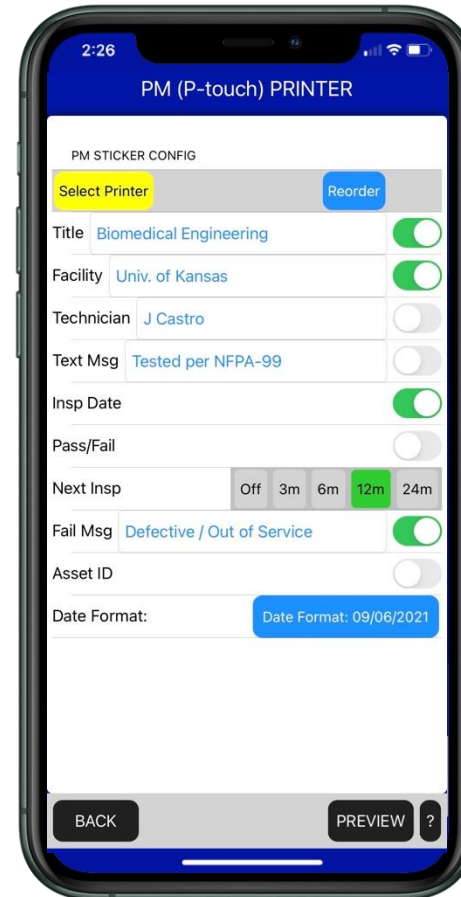 2:26
PM (P-touch) PRINTER
PM STICKER CONFIG
Select Printer Reorder
Title Biomedical Engineering
Facility Univ. of Kansas
Technician J Castro
Text Msg Tested per NFPA-99
Insp Date
Pass/Fail
Next Insp Off 3m 6m 12m 24m
Fail Msg Defective / Out of Service
Asset ID
Date Format: Date Format: 09/06/2021
BACK PREVIEW ?